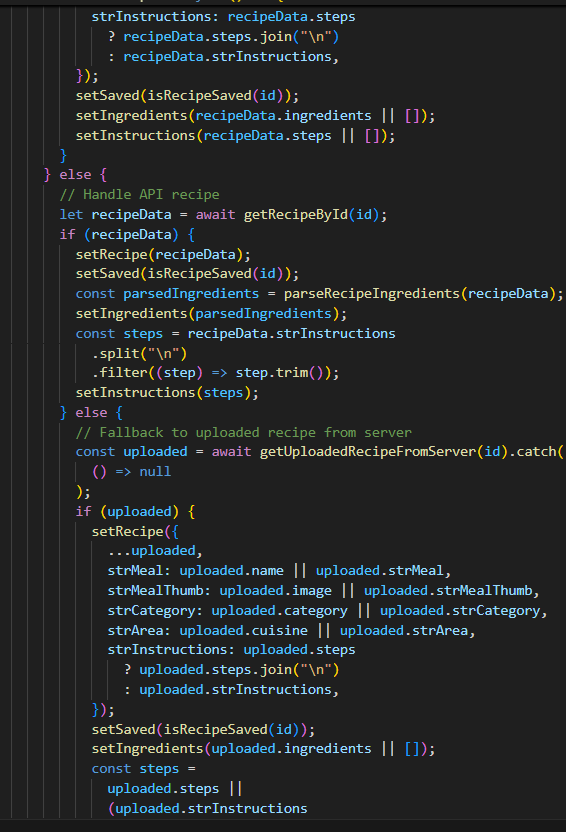 strInstructions: recipeData.steps
? recipeData.steps.join("\n")
: recipeData.strInstructions,
});
setSaved(isRecipeSaved(id));
setIngredients(recipeData.ingredients || []);
setInstructions(recipeData.steps || []);
}
} else {
// Handle API recipe
let recipeData = await getRecipeById(id);
if (recipeData) {
setRecipe(recipeData);
setSaved(isRecipeSaved(id));
const parsedIngredients = parseRecipeIngredients(recipeData);
setIngredients(parsedIngredients);
const steps = recipeData.strInstructions
.split("\n")
.filter((step) => step.trim());
setInstructions(steps);
} else {
// Fallback to uploaded recipe from server
const uploaded = await getUploadedRecipeFromServer(id).catch(
() => null
);
if (uploaded) {
setRecipe({
...uploaded,
strMeal: uploaded.name || uploaded.strMeal,
strMealThumb: uploaded.image || uploaded.strMealThumb,
strCategory: uploaded.category || uploaded.strCategory,
strArea: uploaded.cuisine || uploaded.strArea,
strInstructions: uploaded.steps
? uploaded.steps.join("\n")
: uploaded.strInstructions,
});
setSaved(isRecipeSaved(id));
setIngredients(uploaded.ingredients || []);
const steps =
uploaded.steps ||
(uploaded.strInstructions